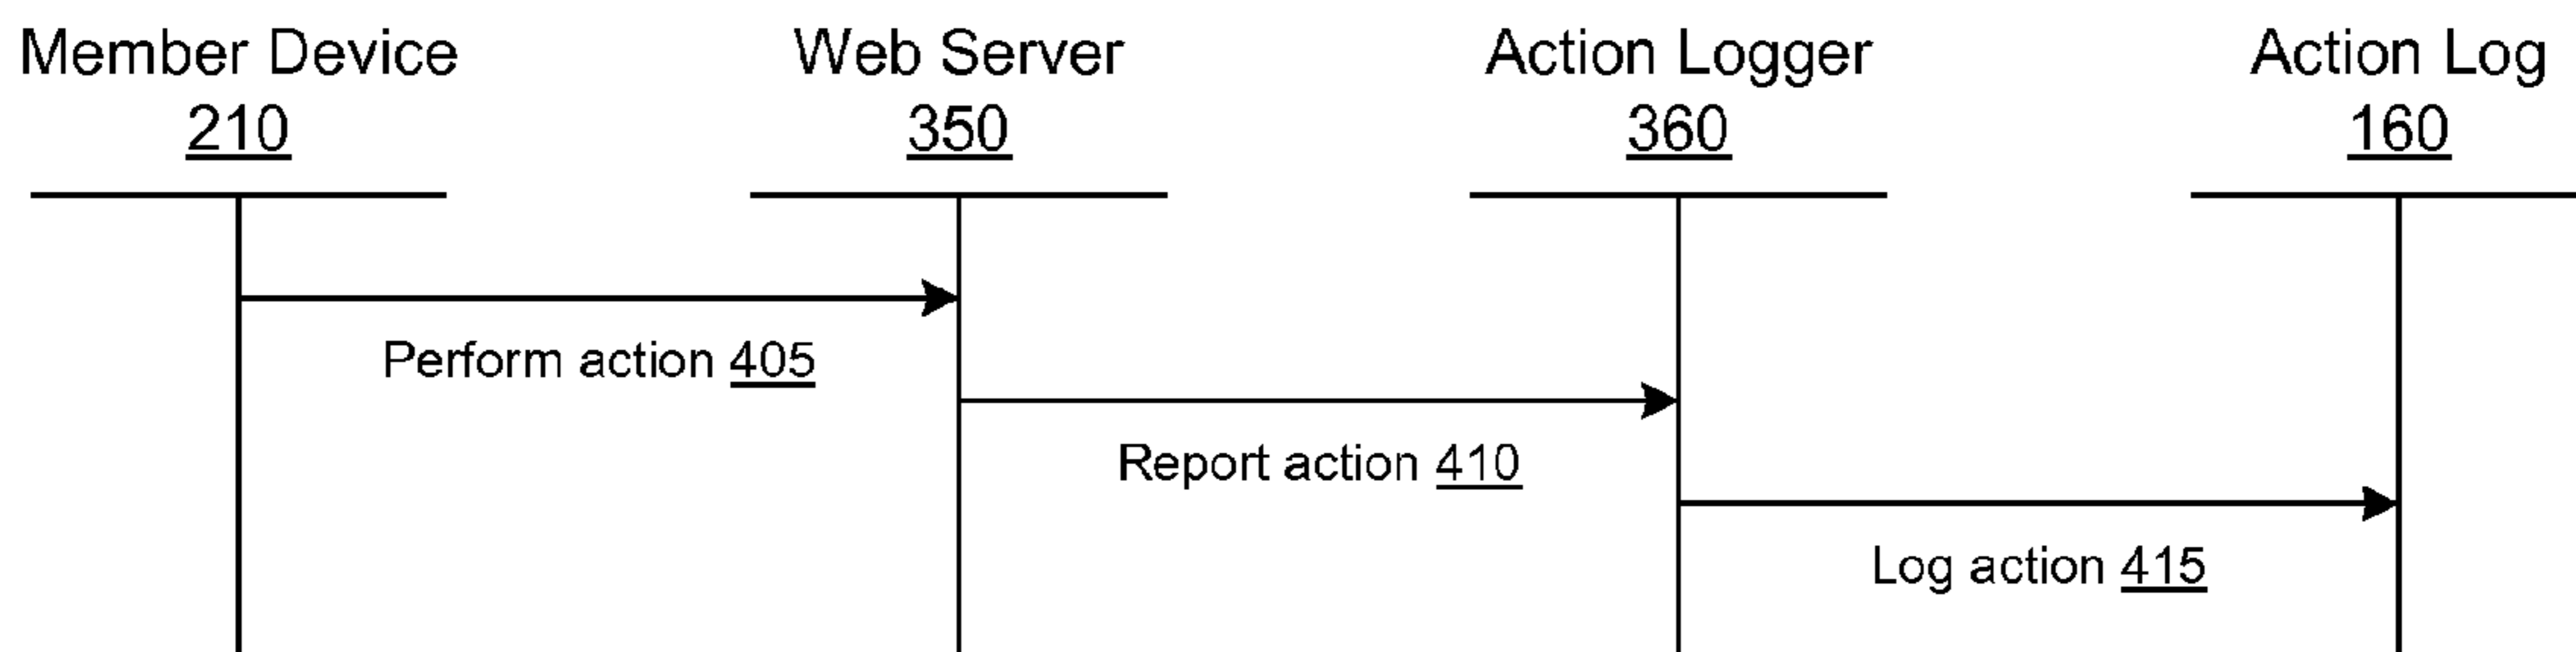 Member Device
210
Web Server
350
Action Logger
360
Action Log
160
Perform action 405
Report action 410
Log action 415